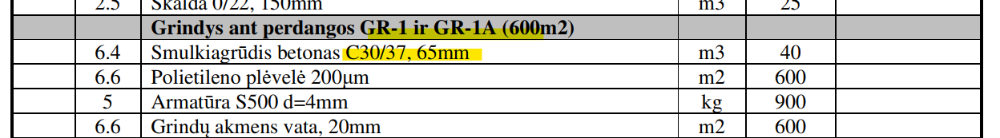 2.5 Skalda 0/22, 150mm m3 25
Grindys ant perdangos GR-1 ir GR-1A (600m2)
6.4 Smulkiagrūdis betonas C30/37, 65mm m3 40
6.6 Polietileno plėvelė 200μm m2 600
5 Armatūra S500 d=4mm kg 900
6.6 Grindų akmens vata, 20mm m2 600